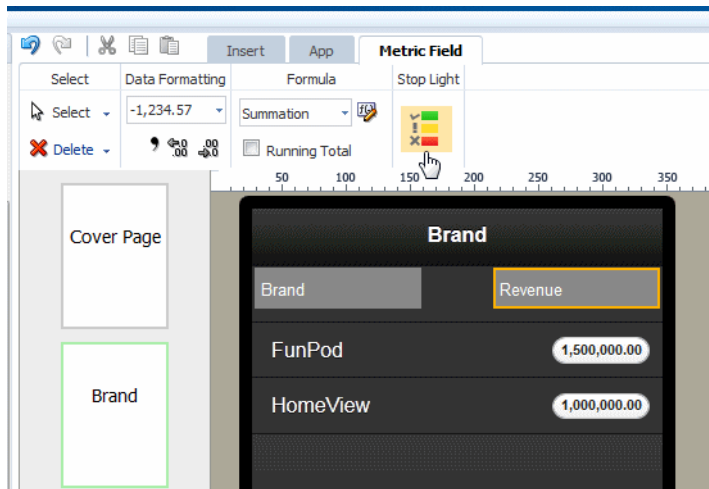 Insert App Metric Field
Select Data Formatting Formula Stop Light
Select -1,234.57 Summation
Delete Running Total
50 100 150 200 250 300 350
Cover Page
Brand
Brand
Brand Revenue
FunPod 1,500,000.00
HomeView 1,000,000.00